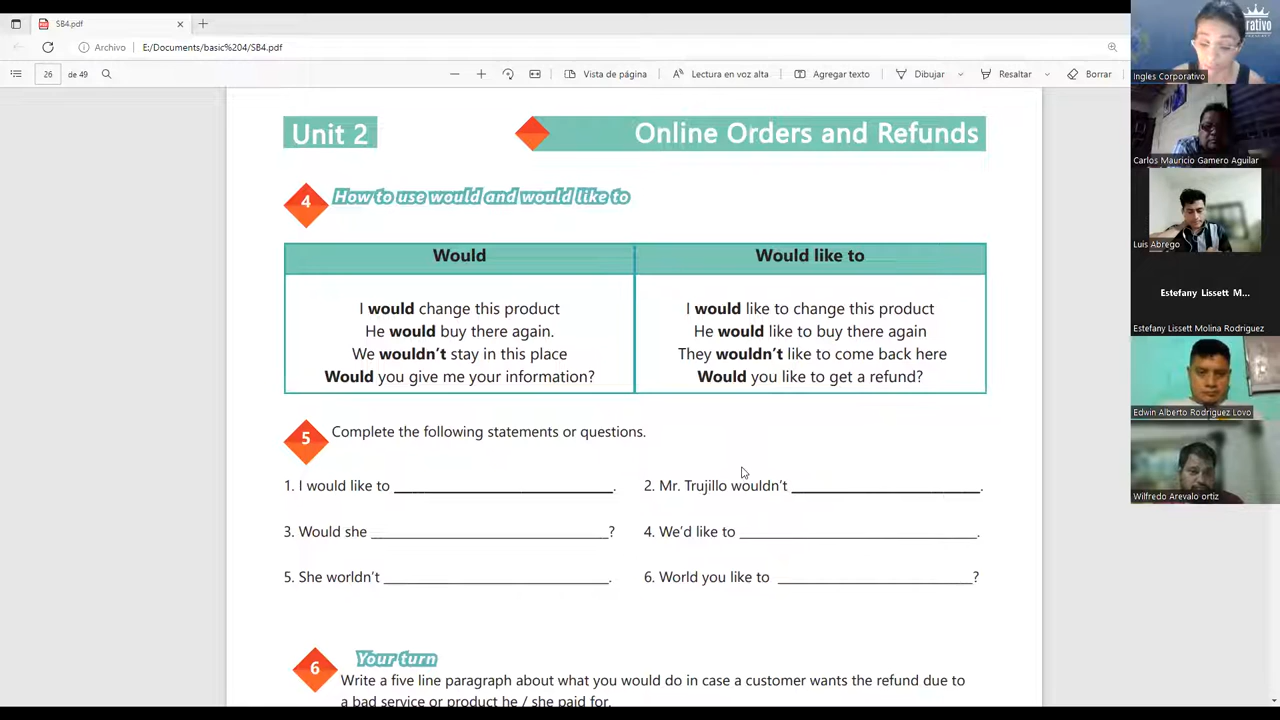 SB4.pdf
Archivo E:/Documents/basic%204/SB4.pdf
26 de 49 Vista de página Lectura en voz alta Agregar texto Dibujar Resaltar Borrar
Unit 2 Online Orders and Refunds
4 How to use would and would like to
Would Would like to
I would change this product I would like to change this product
He would buy there again. He would like to buy there again
We wouldn't stay in this place They wouldn't like to come back here
Would you give me your information? Would you like to get a refund?
5 Complete the following statements or questions.
1. I would like to ____________________. 2. Mr. Trujillo wouldn't ____________________.
3. Would she ____________________? 4. We'd like to ____________________.
5. She worldn't ____________________. 6. World you like to ____________________?
6 Your turn
Write a five line paragraph about what you would do in case a customer wants the refund due to
a bad service or product he / she paid for.
rativo
Ingles Corporativo
Carlos Mauricio Gamero Aguilar
Luis Abrego
Estefany Lissett M...
Estefany Lissett Molina Rodriguez
Edwin Alberto Rodriguez Lovo
Wilfredo Arevalo ortiz